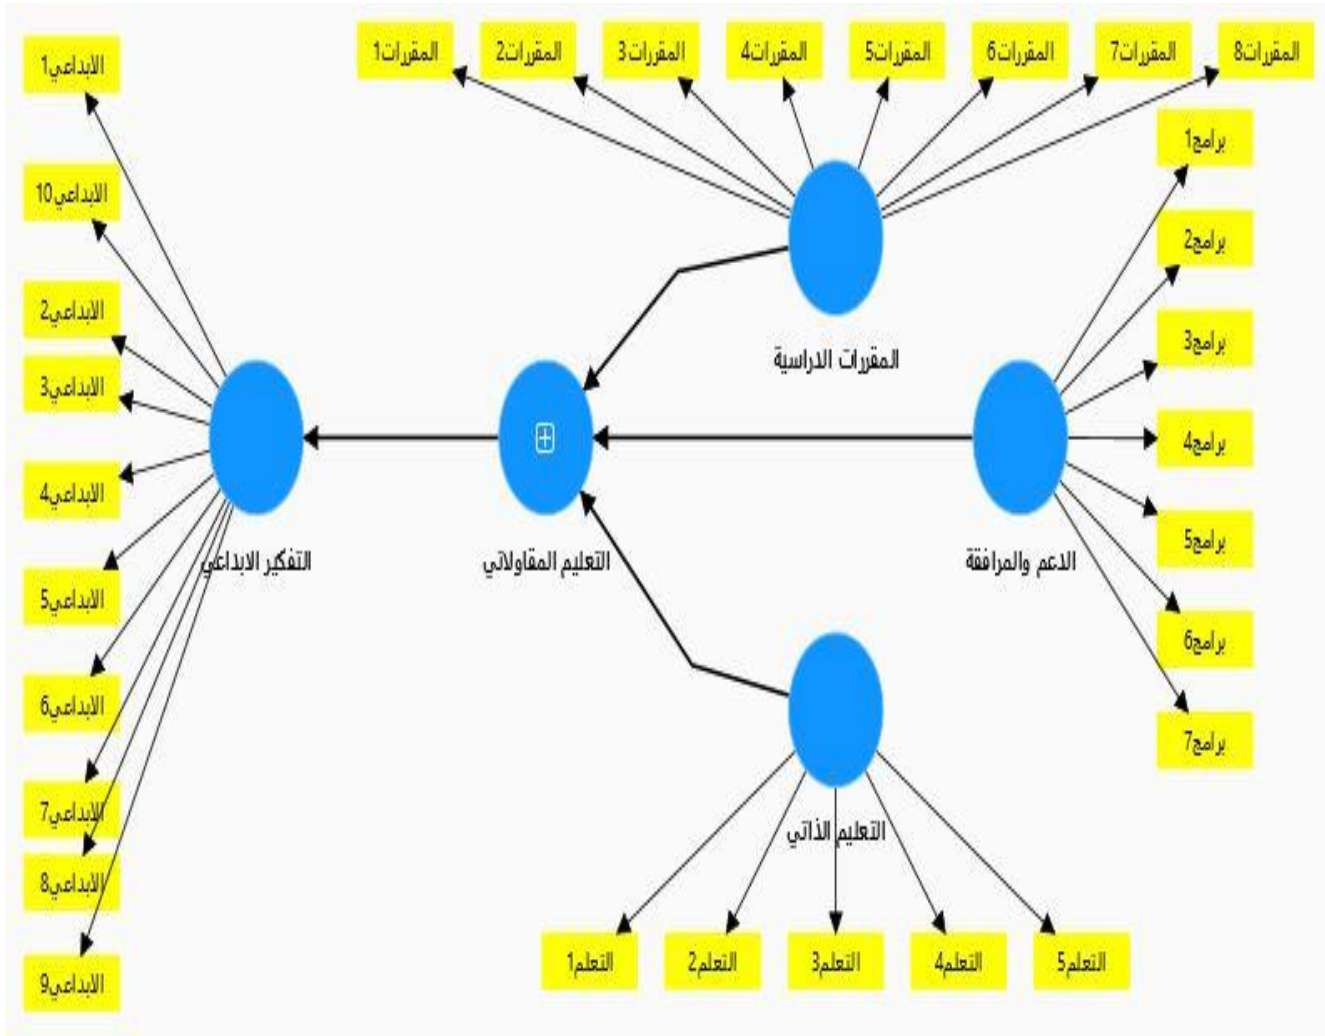 المقررات1
المقررات2
المقررات3
المقررات4
المقررات5
المقررات6
المقررات7
المقررات8
الابداعي1
الابداعي10
الابداعي2
الابداعي3
الابداعي4
الابداعي5
الابداعي6
الابداعي7
الابداعي8
الابداعي9
برامج1
برامج2
برامج3
برامج4
برامج5
برامج6
برامج7
المقررات الدراسية
الدعم والمرافقة
التعليم المقاولاتي
التفكير الابداعي
التعليم الذاتي
التعلم1
التعلم2
التعلم3
التعلم4
التعلم5